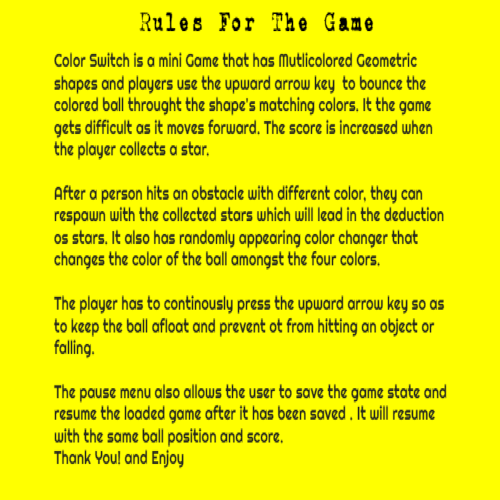 Rules For The Game
Color Switch is a mini Game that has Mutlicolored Geometric
shapes and players use the upward arrow key to bounce the
colored ball throught the shape's matching colors. It the game
gets difficult as it moves forward. The score is increased when
the player collects a star.
After a person hits an obstacle with different color, they can
respawn with the collected stars which will lead in the deduction
os stars. It also has randomly appearing color changer that
changes the color of the ball amongst the four colors.
The player has to continously press the upward arrow key so as
to keep the ball afloat and prevent ot from hitting an object or
falling.
The pause menu also allows the user to save the game state and
resume the loaded game after it has been saved . It will resume
with the same ball position and score.
Thank You! and Enjoy